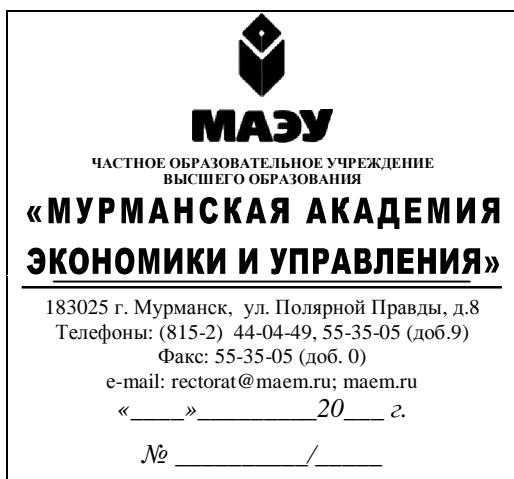 МАЭУ
ЧАСТНОЕ ОБРАЗОВАТЕЛЬНОЕ УЧРЕЖДЕНИЕ
ВЫСШЕГО ОБРАЗОВАНИЯ
«МУРМАНСКАЯ АКАДЕМИЯ
ЭКОНОМИКИ И УПРАВЛЕНИЯ»
183025 г. Мурманск, ул. Полярной Правды, д.8
Телефоны: (815-2) 44-04-49, 55-35-05 (доб.9)
Факс: 55-35-05 (доб. 0)
e-mail: rectorat@maem.ru; maem.ru
«____»_________20___ г.
№ __________/_____